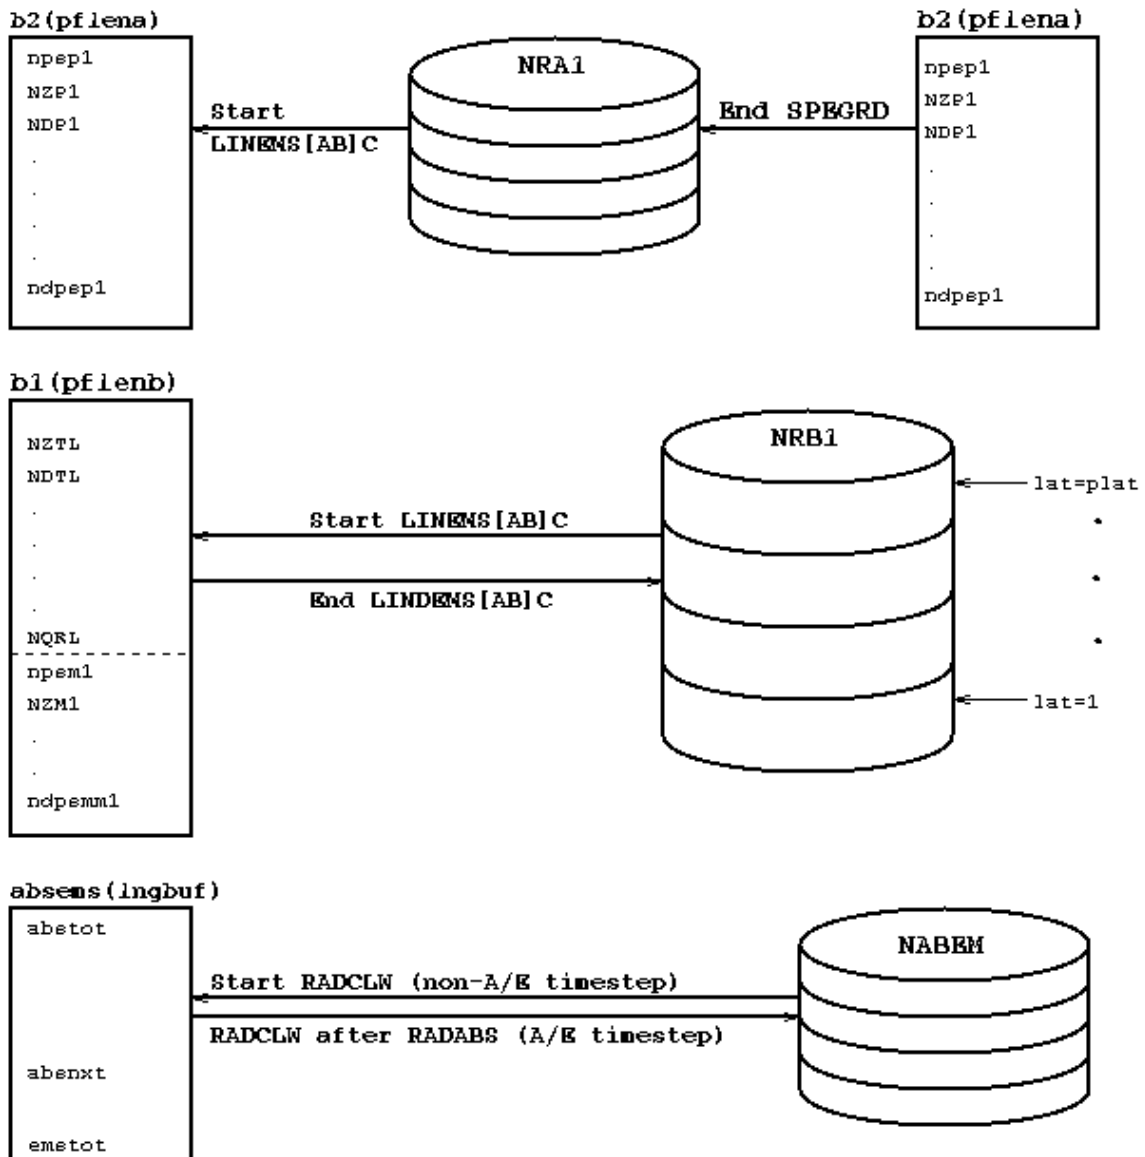 b2(pflena)
npsp1
NZP1
NDP1
.
.
.
.
ndpsp1
Start
LINEMS[AB]C
NRA1
End SPEGRD
b2(pflena)
npsp1
NZP1
NDP1
.
.
.
.
ndpsp1
b1(pflenb)
NZTL
NDTL
.
.
.
.
NQRL
npsm1
NZM1
.
.
ndpsmm1
Start LINEMS[AB]C
End LINDEMS[AB]C
NRB1
lat=plat
lat=1
absems(lngbuf)
abstot
absnxt
emstot
Start RADCLW (non-A/E timestep)
RADCLW after RADABS (A/E timestep)
NABEM